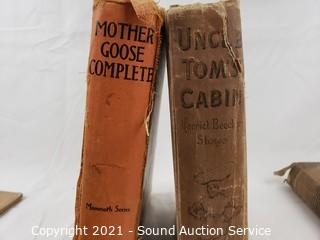 MOTHER
GOOSE
COMPLETE
Mammoth Series
UNCLE
TOM'S
CABIN
Harriet Beecher
Stowe
Copyright 2021 - Sound Auction Service